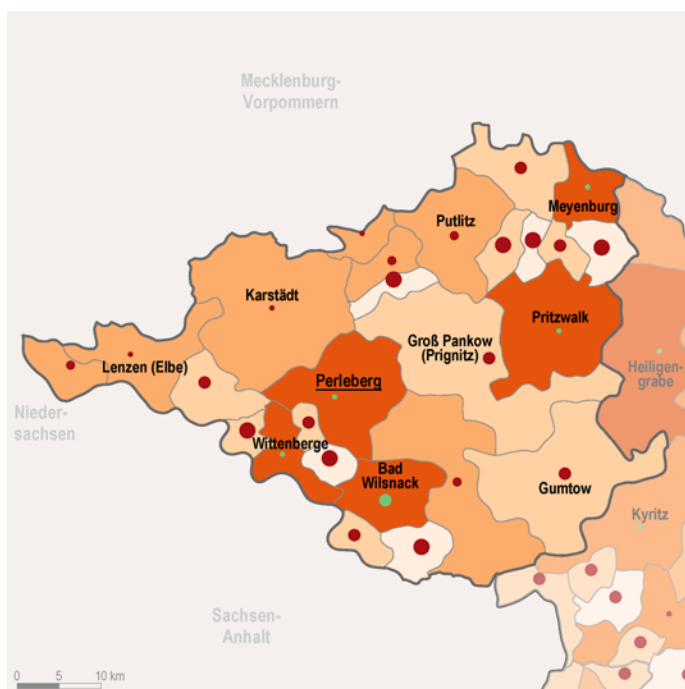 Mecklenburg-
Vorpommern
Meyenburg
Putlitz
Karstädt
Pritzwalk
Groß Pankow
(Prignitz)
Lenzen (Elbe)
Heiligen-
grabe
Perleberg
Nieder-
sachsen
Wittenberge
Bad
Wilsnack
Gumtow
Kyritz
Sachsen-
Anhalt
0 5 10 km